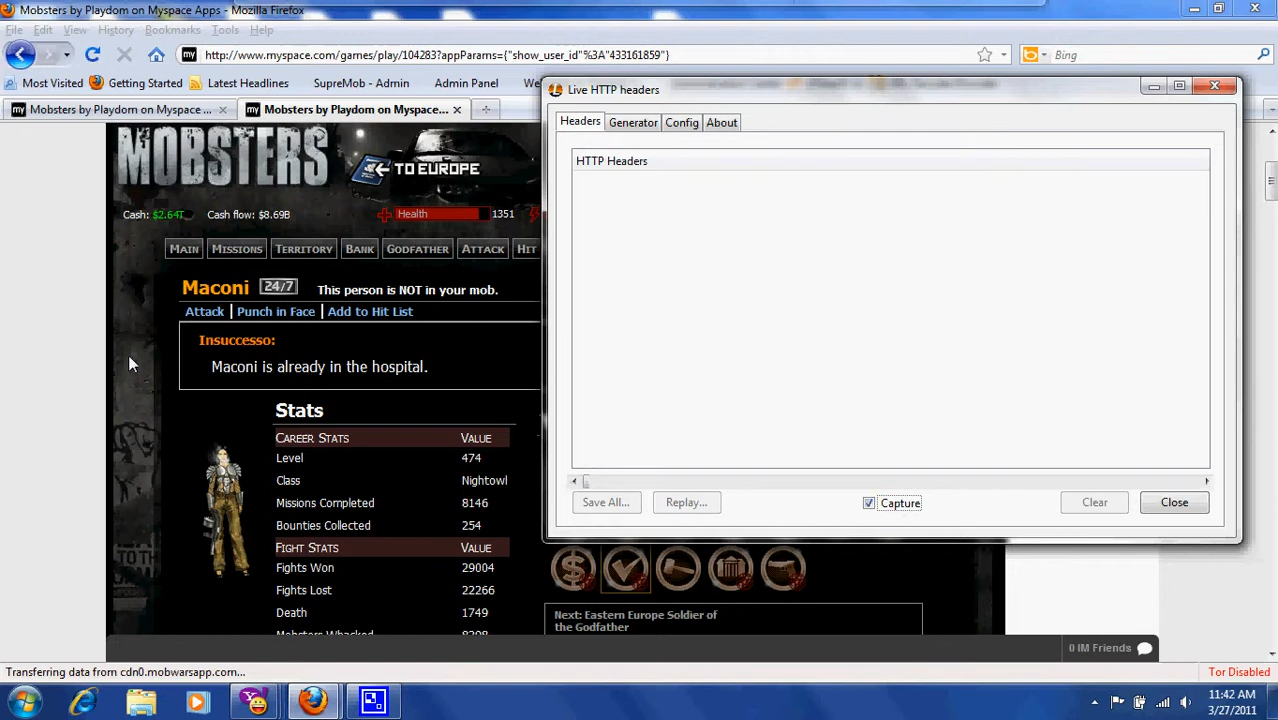 Mobsters by Playdom on Myspace Apps - Mozilla Firefox
File Edit View History Bookmarks Tools Help
http://www.myspace.com/games/play/104283?appParams={"show_user_id"%3A"433161859"}
Bing
Most Visited Getting Started Latest Headlines SupreMob - Admin Admin Panel
Live HTTP headers
Mobsters by Playdom on Myspace ...
Mobsters by Playdom on Myspace...
Headers Generator Config About
HTTP Headers
MOBSTERS
TO EUROPE
Cash: $2.64T Cash flow: $8.69B Health 1351
MAIN MISSIONS TERRITORY BANK GODFATHER ATTACK HIT
Maconi 24/7 This person is NOT in your mob.
Attack | Punch in Face | Add to Hit List
Insuccesso:
Maconi is already in the hospital.
Stats
CAREER STATS VALUE
Level 474
Class Nightowl
Missions Completed 8146
Bounties Collected 254
FIGHT STATS VALUE
Fights Won 29004
Fights Lost 22266
Death 1749
Mobsters Whacked 8208
Save All... Replay... Capture Clear Close
Next: Eastern Europe Soldier of
the Godfather
0 IM Friends
Transferring data from cdn0.mobwarsapp.com...
Tor Disabled
11:42 AM
3/27/2011